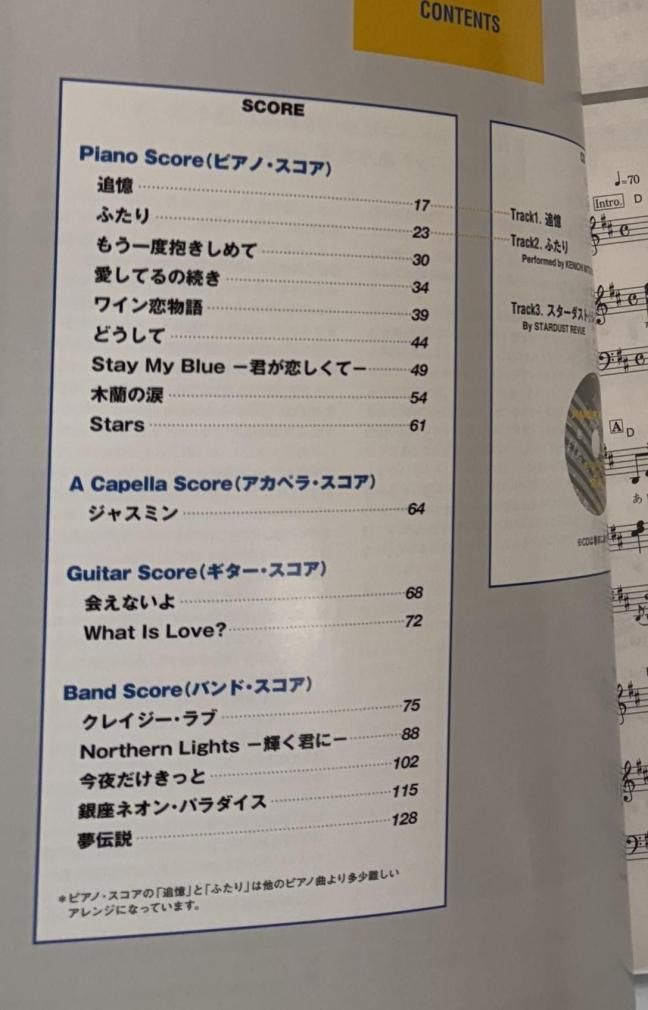 CONTENTS
SCORE
Piano Score(ピアノ・スコア)
追憶 17
ふたり 23
もう一度抱きしめて 30
愛してるの続き 34
ワイン恋物語 39
どうして 44
Stay My Blue −君が恋しくて− 49
木蘭の涙 54
Stars 61
A Capella Score(アカペラ・スコア)
ジャスミン 64
Guitar Score(ギター・スコア)
会えないよ 68
What Is Love? 72
Band Score(バンド・スコア)
クレイジー・ラブ 75
Northern Lights −輝く君に− 88
今夜だけきっと 102
銀座ネオン・パラダイス 115
夢伝説 128
*ピアノ・スコアの「追憶」と「ふたり」は他のピアノ曲より多少難しい
アレンジになっています。
Track1. 追憶
Track2. ふたり
Performed by
Track3.
By STARDUST REVUE
♩=70
Intro. D
A D
あ